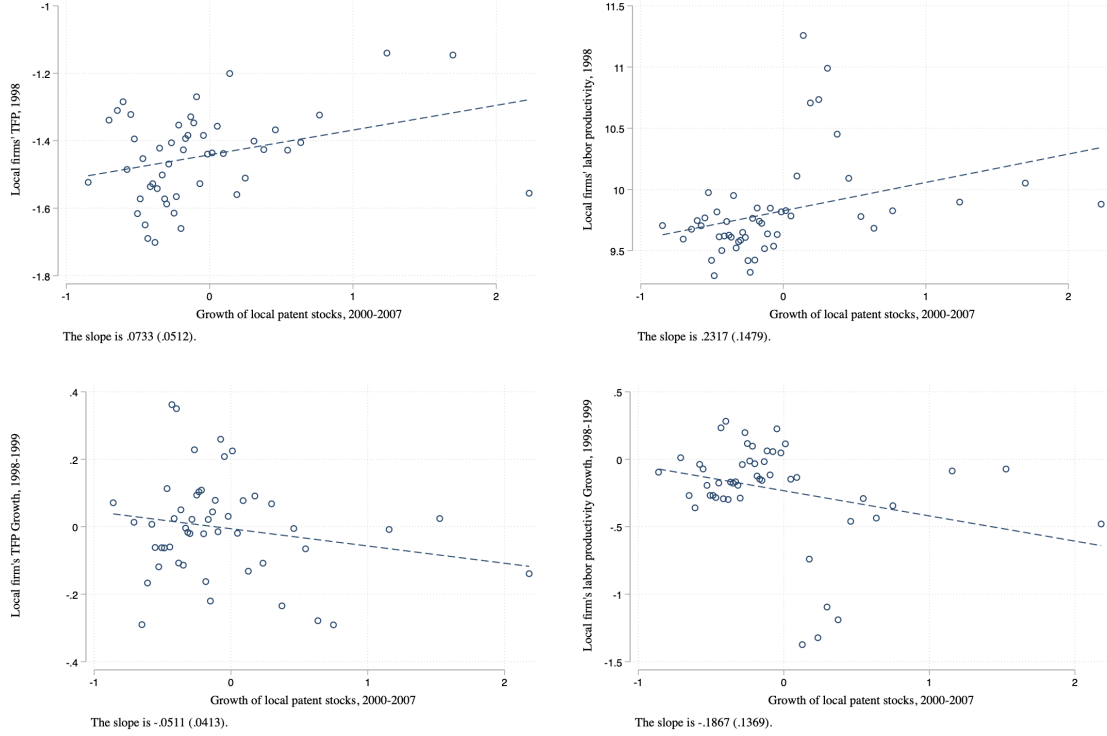 -1
-1.2
-1.4
-1.6
-1.8
Local firms' TFP, 1998
-1 0 1 2
Growth of local patent stocks, 2000-2007
The slope is .0733 (.0512).
11.5
11
10.5
10
9.5
Local firms' labor productivity, 1998
-1 0 1 2
Growth of local patent stocks, 2000-2007
The slope is .2317 (.1479).
.4
.2
0
-.2
-.4
Local firm's TFP Growth, 1998-1999
-1 0 1 2
Growth of local patent stocks, 2000-2007
The slope is -.0511 (.0413).
.5
0
-.5
-1
-1.5
Local firm's labor productivity Growth, 1998-1999
-1 0 1 2
Growth of local patent stocks, 2000-2007
The slope is -.1867 (.1369).